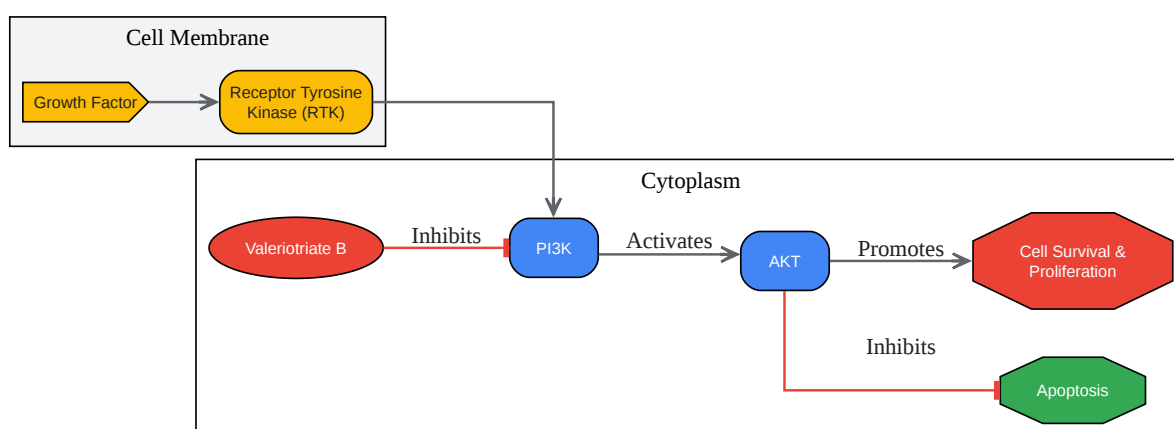 Cell Membrane
Growth Factor
Receptor Tyrosine
Kinase (RTK)
Cytoplasm
Valeriotriate B
Inhibits
PI3K
Activates
AKT
Promotes
Cell Survival &
Proliferation
Inhibits
Apoptosis